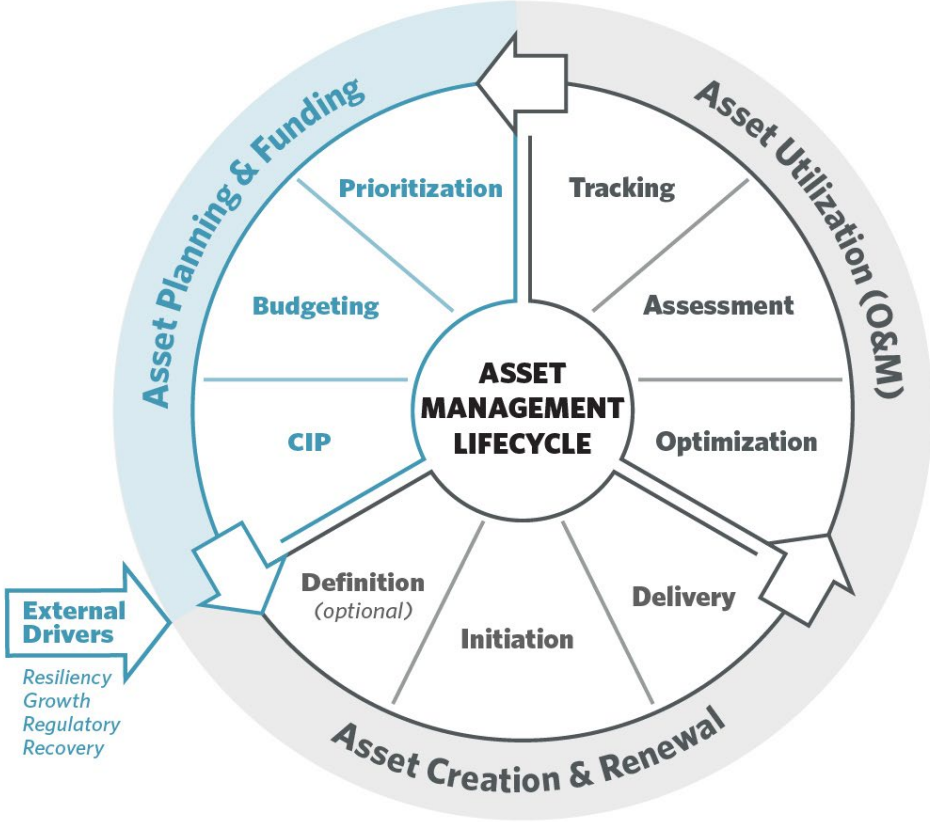 Asset Planning & Funding
Asset Utilization (O&M)
Prioritization
Tracking
Budgeting
Assessment
ASSET
MANAGEMENT
LIFECYCLE
CIP
Optimization
Definition
(optional)
Initiation
Delivery
External
Drivers
Resiliency
Growth
Regulatory
Recovery
Asset Creation & Renewal